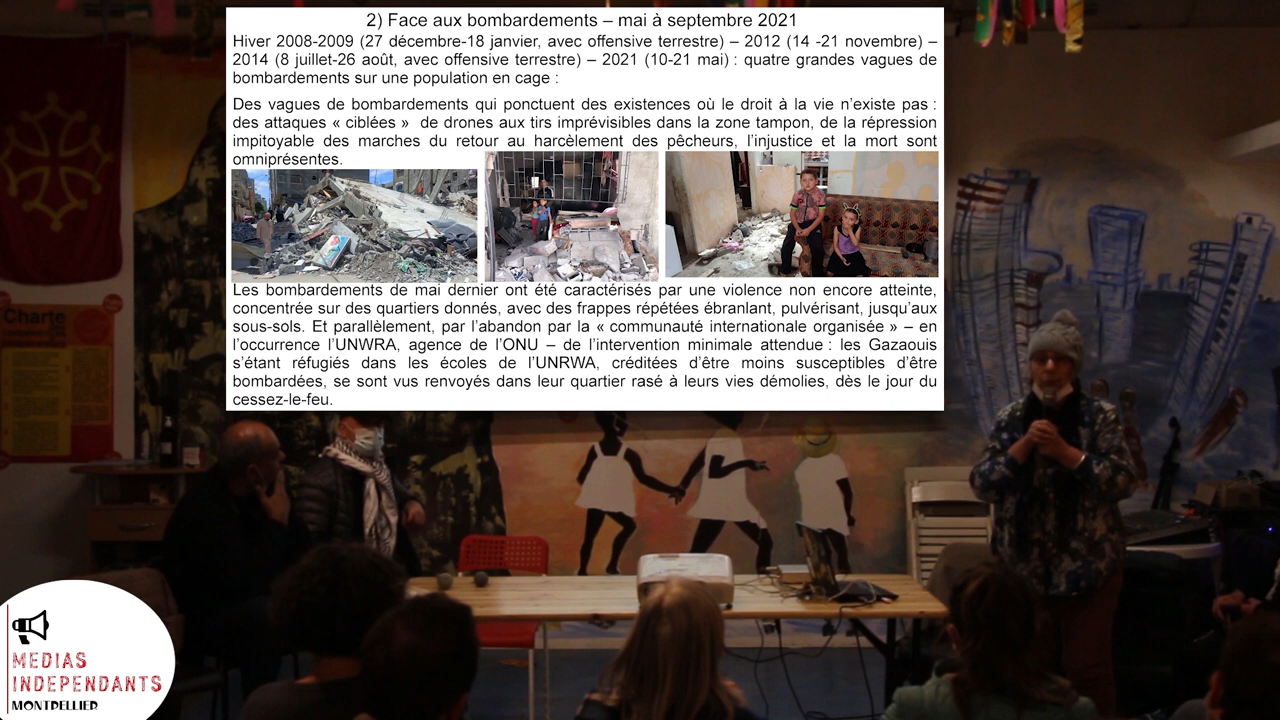 2) Face aux bombardements – mai à septembre 2021
Hiver 2008-2009 (27 décembre-18 janvier, avec offensive terrestre) – 2012 (14 -21 novembre) –
2014 (8 juillet-26 août, avec offensive terrestre) – 2021 (10-21 mai) : quatre grandes vagues de
bombardements sur une population en cage :
Des vagues de bombardements qui ponctuent des existences où le droit à la vie n’existe pas :
des attaques « ciblées » de drones aux tirs imprévisibles dans la zone tampon, de la répression
impitoyable des marches du retour au harcèlement des pêcheurs, l’injustice et la mort sont
omniprésentes.
Les bombardements de mai dernier ont été caractérisés par une violence non encore atteinte,
concentrée sur des quartiers donnés, avec des frappes répétées ébranlant, pulvérisant, jusqu’aux
sous-sols. Et parallèlement, par l’abandon par la « communauté internationale organisée » – en
l’occurrence l’UNWRA, agence de l’ONU – de l’intervention minimale attendue : les Gazaouis
s’étant réfugiés dans les écoles de l’UNRWA, créditées d’être moins susceptibles d’être
bombardées, se sont vus renvoyés dans leur quartier rasé à leurs vies démolies, dès le jour du
cessez-le-feu.
Charte
MEDIAS
INDEPENDANTS
MONTPELLIER